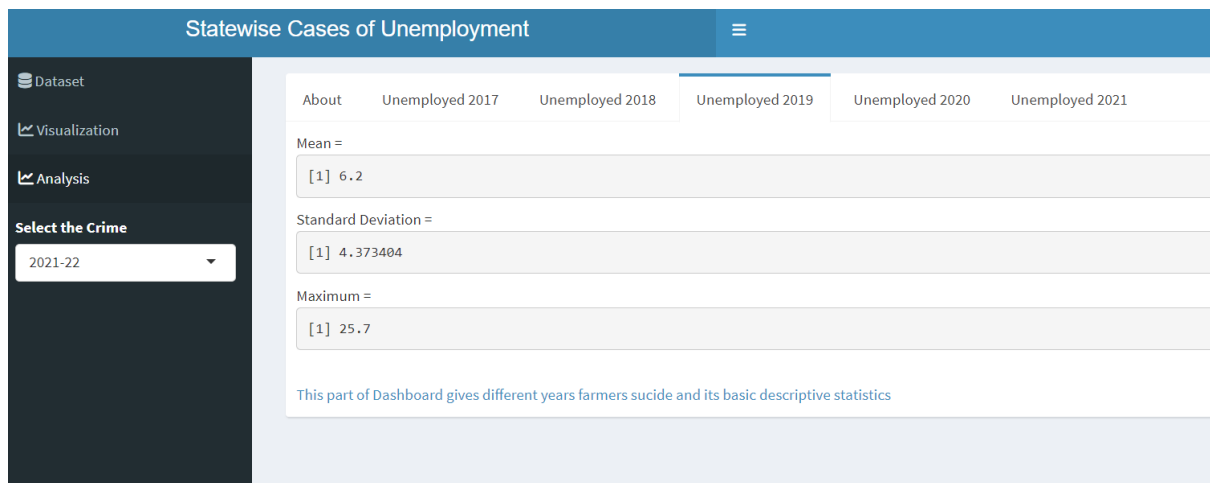 Statewise Cases of Unemployment
Dataset
Visualization
Analysis
Select the Crime
2021-22
About Unemployed 2017 Unemployed 2018 Unemployed 2019 Unemployed 2020 Unemployed 2021
Mean =
[1] 6.2
Standard Deviation =
[1] 4.373404
Maximum =
[1] 25.7
This part of Dashboard gives different years farmers sucide and its basic descriptive statistics